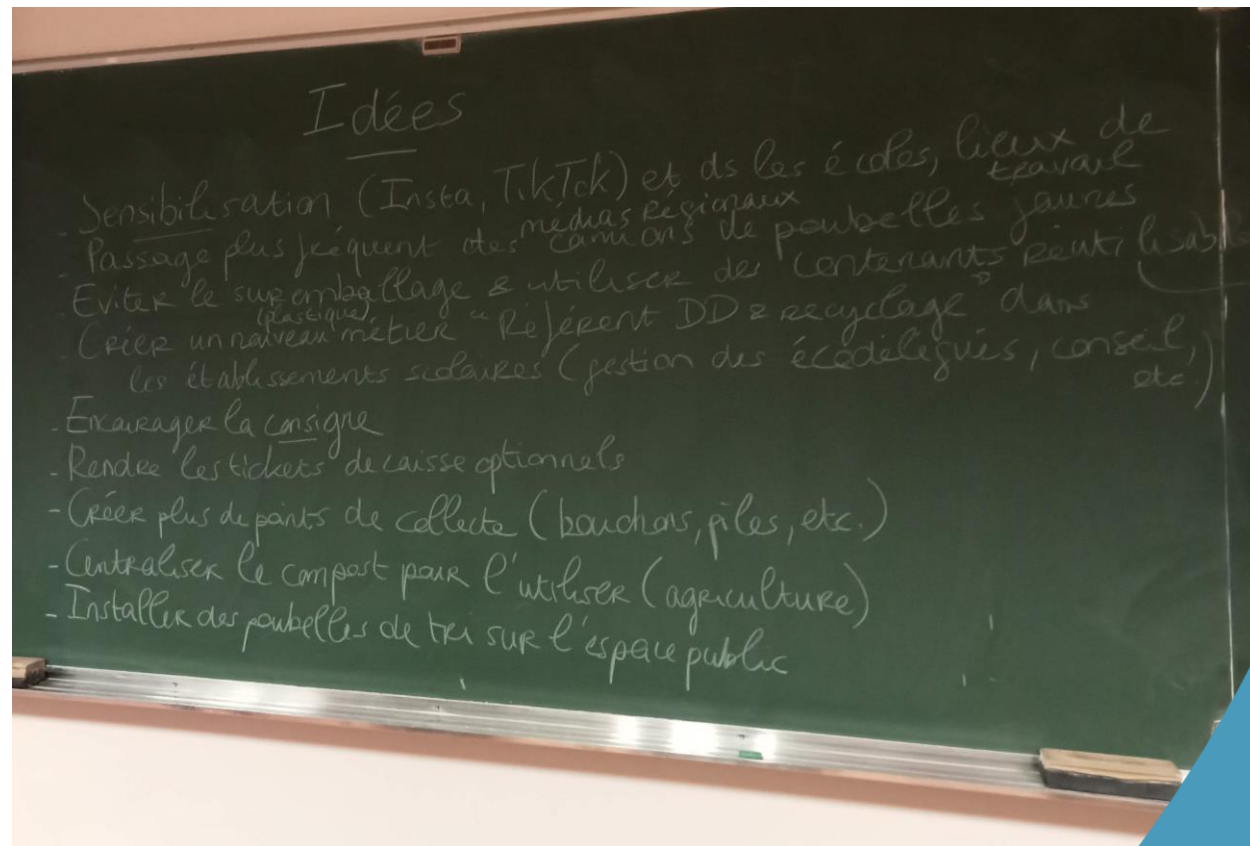 Idées
- Sensibilisation (Insta, TikTok) et ds les écoles, lieux de travail
médias régionaux
- Passage plus fréquent des camions de poubelles jaunes
- Eviter le suremballage & utiliser des contenants réutilisables
(plastique)
- Créer un nouveau métier "Référent DD & recyclage" dans
les établissements scolaires (gestion des écodélégués, conseil, etc.)
- Encourager la consigne
- Rendre les tickets de caisse optionnels
- Créer plus de points de collecte (bouchons, piles, etc.)
- Centraliser le compost pour l'utiliser (agriculture)
- Installer des poubelles de tri sur l'espace public